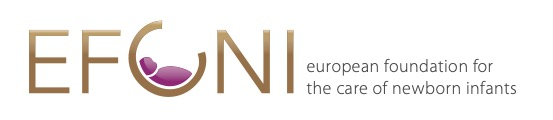 EFCNI
european foundation for
the care of newborn infants